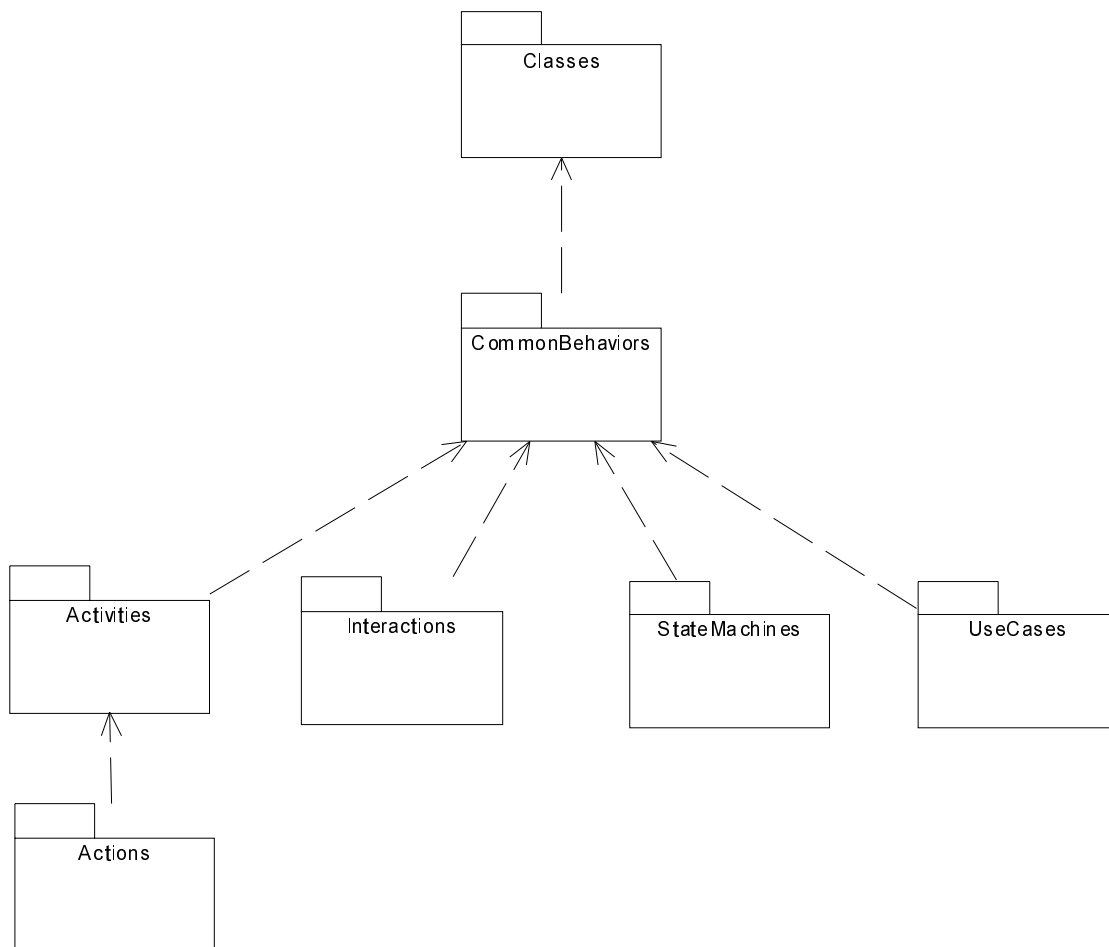 Classes
CommonBehaviors
Activities
Interactions
StateMachines
UseCases
Actions